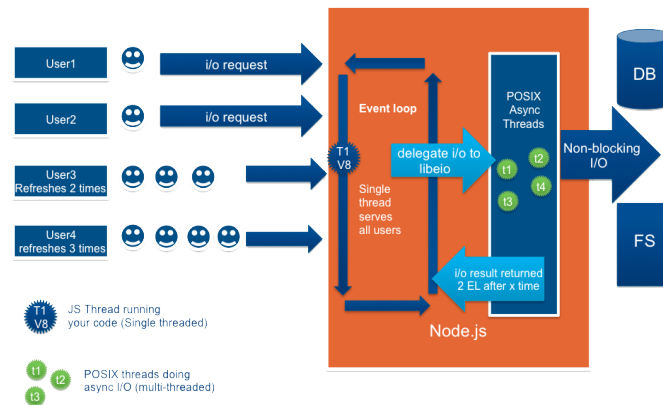 User1
i/o request
User2
i/o request
User3
Refreshes 2 times
User4
refreshes 3 times
T1
V8
Event loop
Single
thread
serves
all users
delegate i/o to
libeio
POSIX
Async
Threads
t1
t2
t3
t4
Non-blocking
I/O
DB
FS
i/o result returned
2 EL after x time
Node.js
T1
V8
JS Thread running
your code (Single threaded)
t1
t2
t3
POSIX threads doing
async I/O (multi-threaded)